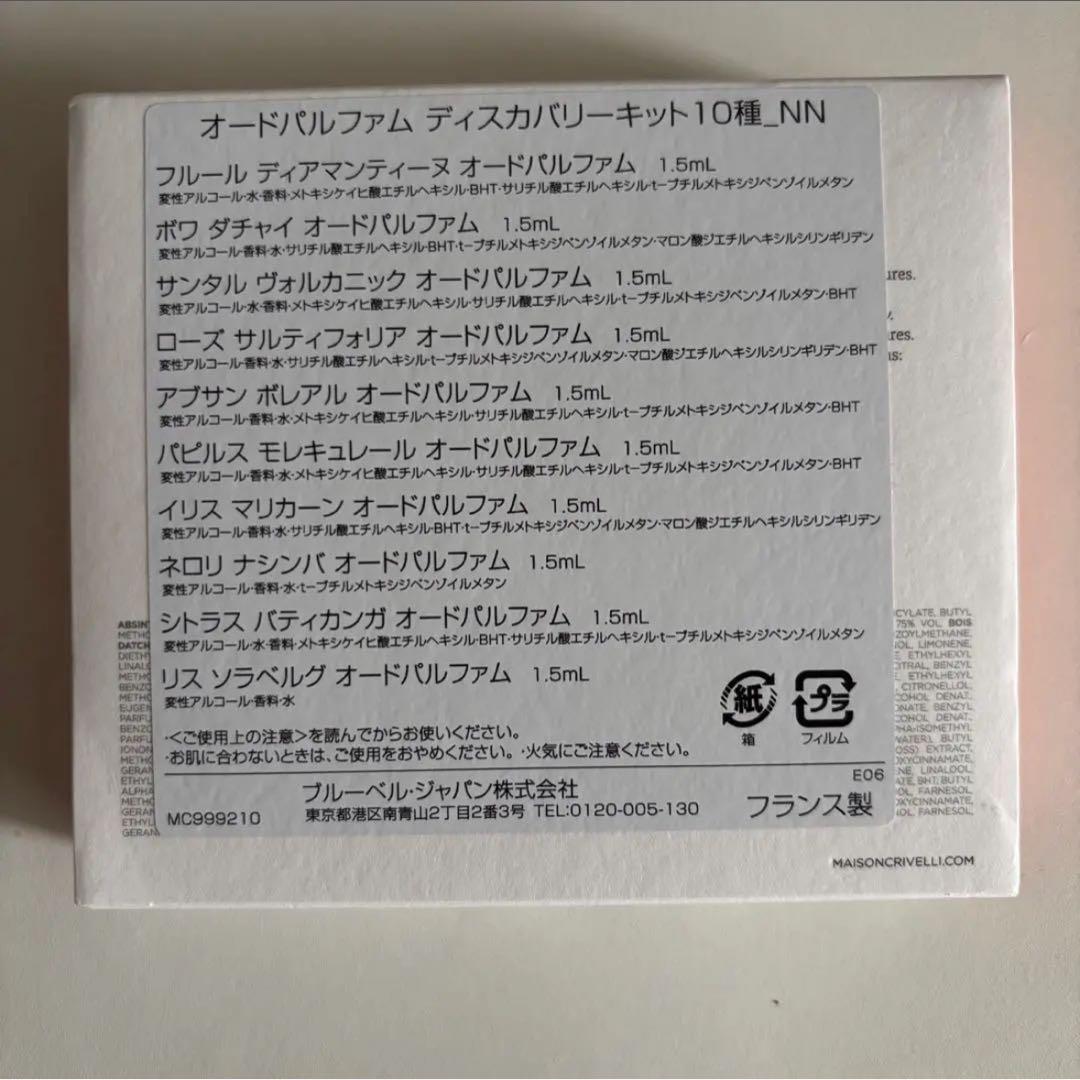 オードパルファム ディスカバリーキット10種_NN
フルール ディアマンティーヌ オードパルファム 1.5mL
変性アルコール・水・香料・メトキシケイヒ酸エチルヘキシル・BHT・サリチル酸エチルヘキシル・t-ブチルメトキシジベンゾイルメタン
ボワ ダチャイ オードパルファム 1.5mL
変性アルコール・香料・水・サリチル酸エチルヘキシル・BHT・t-ブチルメトキシジベンゾイルメタン・マロン酸ジエチルヘキシルシリンギリデン
サンタル ヴォルカニック オードパルファム 1.5mL
変性アルコール・水・香料・メトキシケイヒ酸エチルヘキシル・サリチル酸エチルヘキシル・t-ブチルメトキシジベンゾイルメタン・BHT
ローズ サルティフォリア オードパルファム 1.5mL
変性アルコール・香料・水・サリチル酸エチルヘキシル・t-ブチルメトキシジベンゾイルメタン・マロン酸ジエチルヘキシルシリンギリデン・BHT
アブサン ボレアル オードパルファム 1.5mL
変性アルコール・香料・水・メトキシケイヒ酸エチルヘキシル・サリチル酸エチルヘキシル・t-ブチルメトキシジベンゾイルメタン・BHT
パピルス モレキュレール オードパルファム 1.5mL
変性アルコール・香料・水・メトキシケイヒ酸エチルヘキシル・サリチル酸エチルヘキシル・t-ブチルメトキシジベンゾイルメタン・BHT
イリス マリカーン オードパルファム 1.5mL
変性アルコール・香料・水・サリチル酸エチルヘキシル・BHT・t-ブチルメトキシジベンゾイルメタン・マロン酸ジエチルヘキシルシリンギリデン
ネロリ ナシンバ オードパルファム 1.5mL
変性アルコール・香料・水・t-ブチルメトキシジベンゾイルメタン
シトラス バティカンガ オードパルファム 1.5mL
変性アルコール・水・香料・メトキシケイヒ酸エチルヘキシル・BHT・サリチル酸エチルヘキシル・t-ブチルメトキシジベンゾイルメタン
リス ソラベルグ オードパルファム 1.5mL
変性アルコール・香料・水
・<ご使用上の注意>を読んでからお使いください。
・お肌に合わないときは、ご使用をおやめください。・火気にご注意ください。
紙 プラ
箱 フィルム
E06
ブルーベル・ジャパン株式会社
MC999210 東京都港区南青山2丁目2番3号 TEL:0120-005-130 フランス製
MAISONCRIVELLI.COM